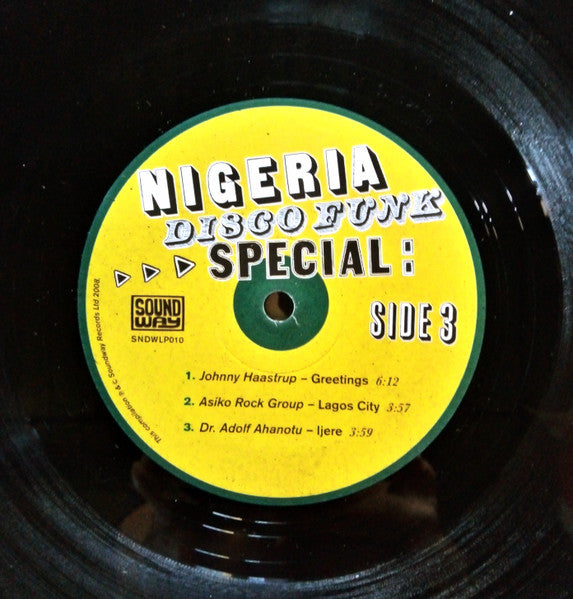 NIGERIA
DISCO FUNK
SPECIAL:
SOUND
WAY
SNDWLP010
SIDE 3
1. Johnny Haastrup – Greetings 6:12
2. Asiko Rock Group – Lagos City 3:57
3. Dr. Adolf Ahanotu – Ijere 3:59
This compilation P & C Soundway Records Ltd 2008.